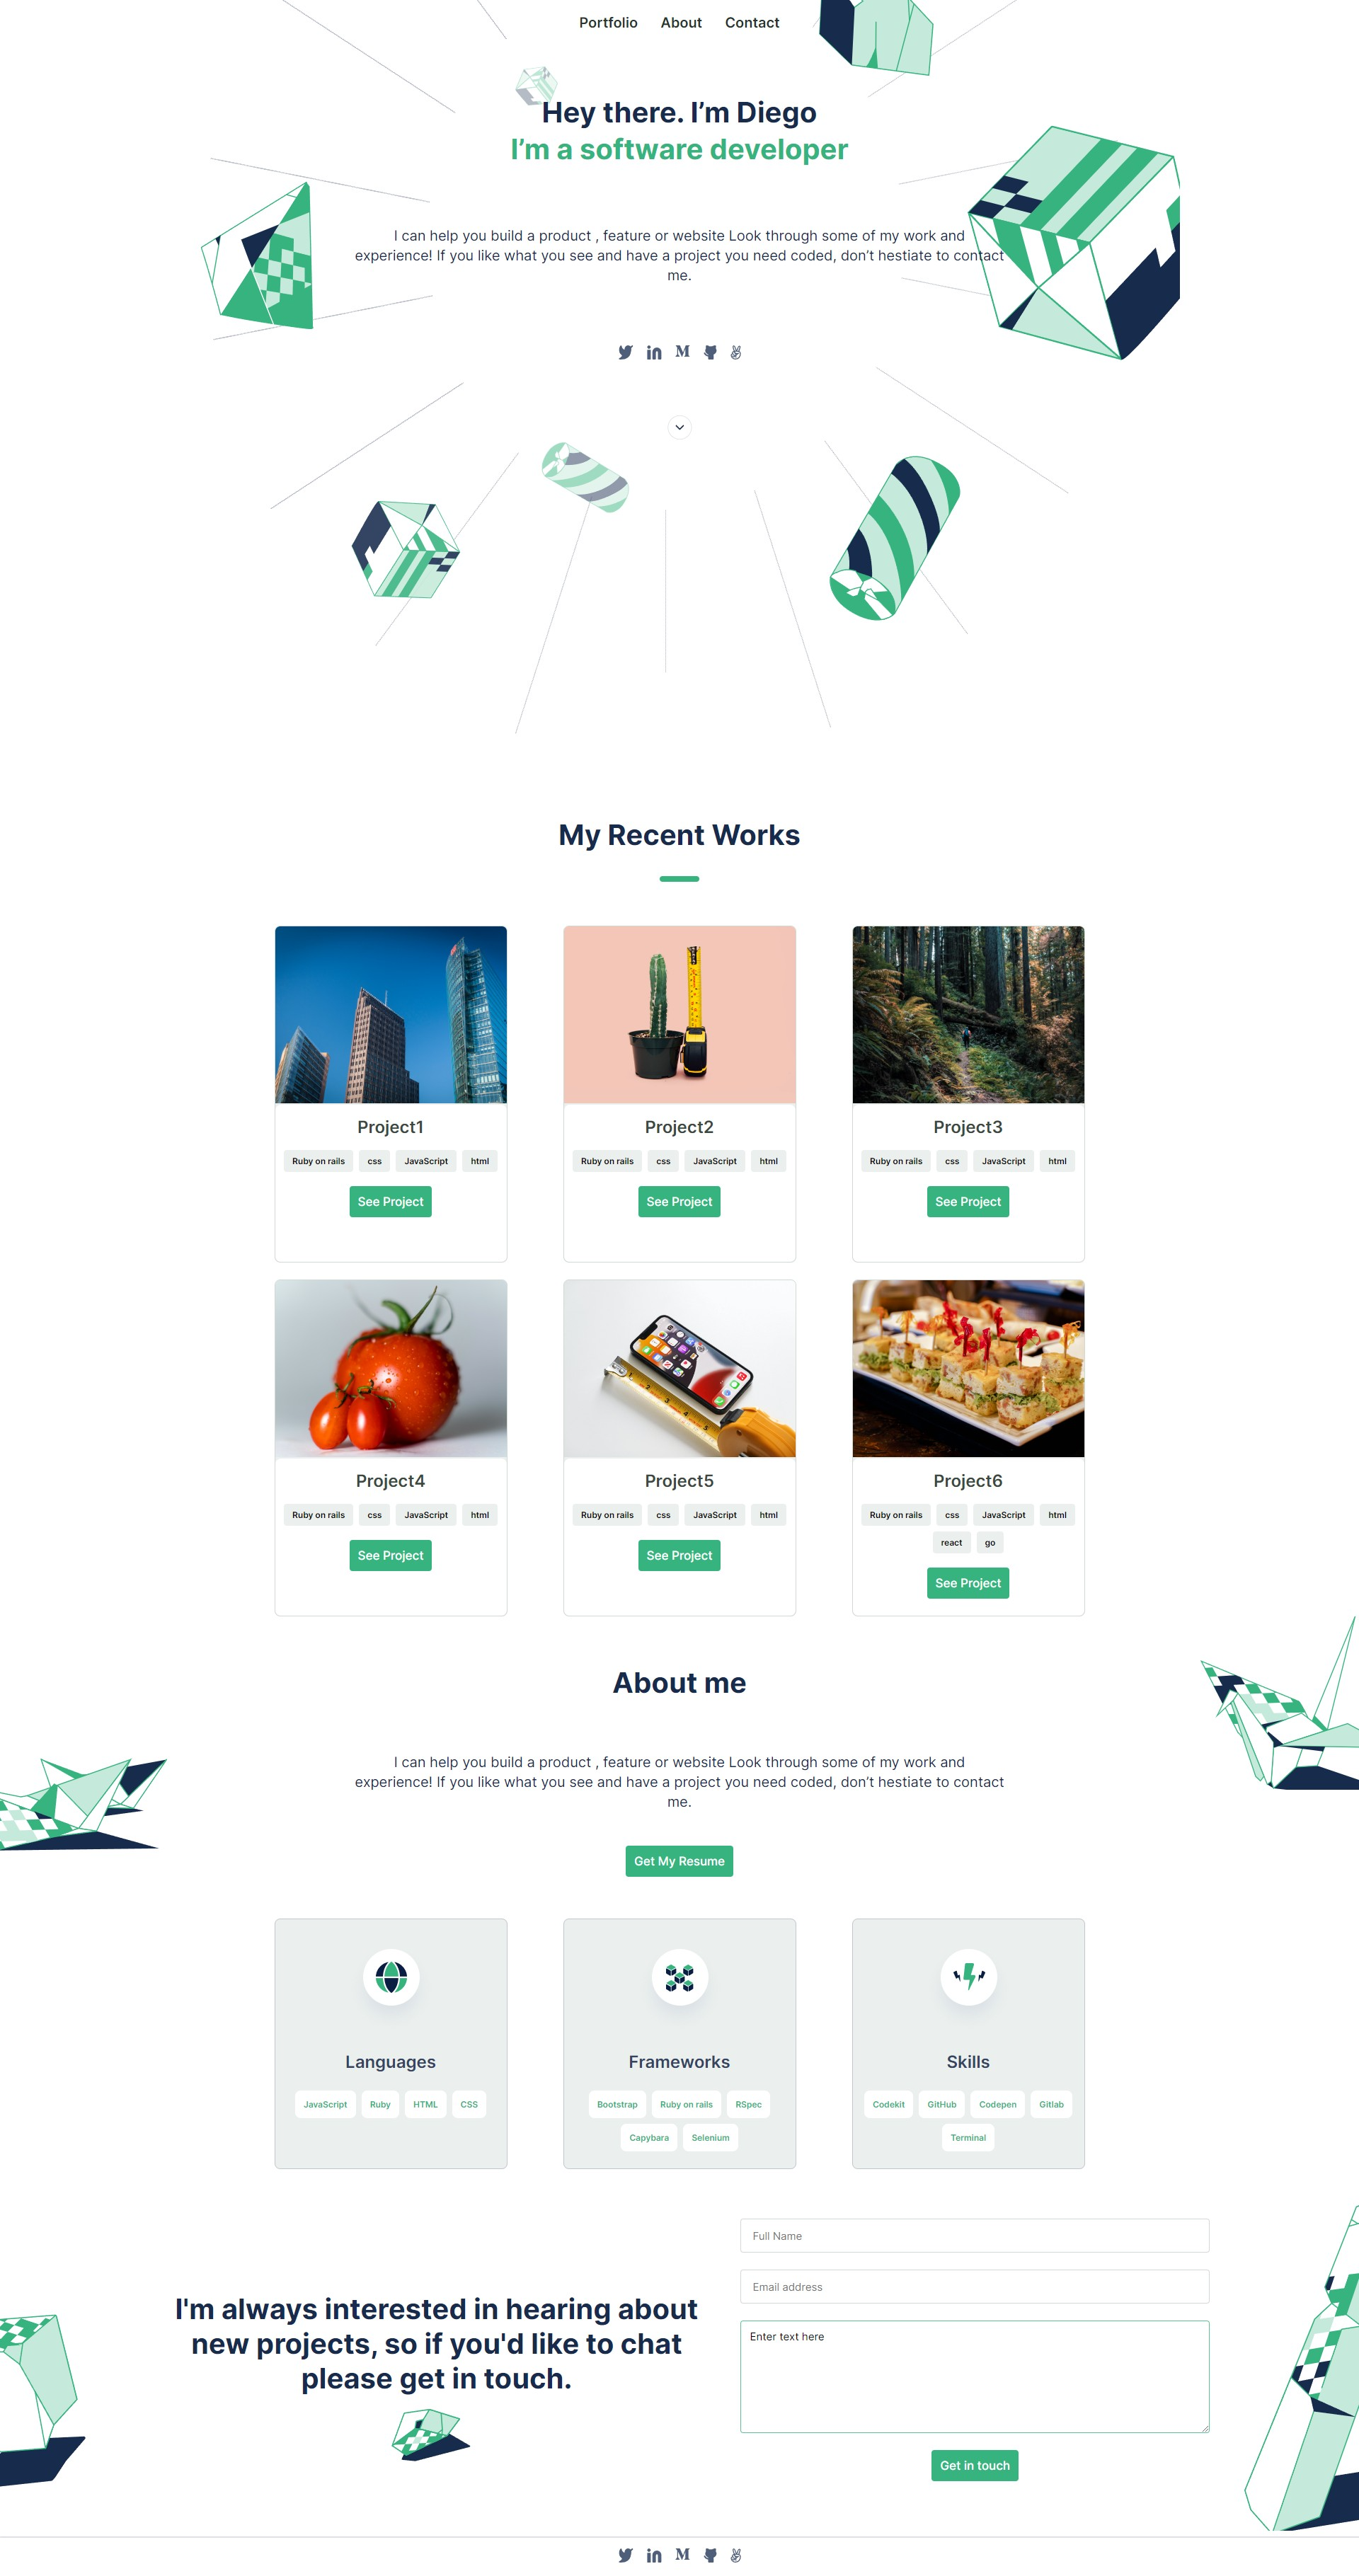 Portfolio About Contact
Hey there. I’m Diego
I’m a software developer
I can help you build a product , feature or website Look through some of my work and
experience! If you like what you see and have a project you need coded, don’t hestiate to contact
me.
My Recent Works
Project1
Ruby on rails css JavaScript html
See Project
Project2
Ruby on rails css JavaScript html
See Project
Project3
Ruby on rails css JavaScript html
See Project
Project4
Ruby on rails css JavaScript html
See Project
Project5
Ruby on rails css JavaScript html
See Project
Project6
Ruby on rails css JavaScript html
react go
See Project
About me
I can help you build a product , feature or website Look through some of my work and
experience! If you like what you see and have a project you need coded, don’t hestiate to contact
me.
Get My Resume
Languages
JavaScript Ruby HTML CSS
Frameworks
Bootstrap Ruby on rails RSpec
Capybara Selenium
Skills
Codekit GitHub Codepen Gitlab
Terminal
I'm always interested in hearing about
new projects, so if you'd like to chat
please get in touch.
Full Name
Email address
Enter text here
Get in touch